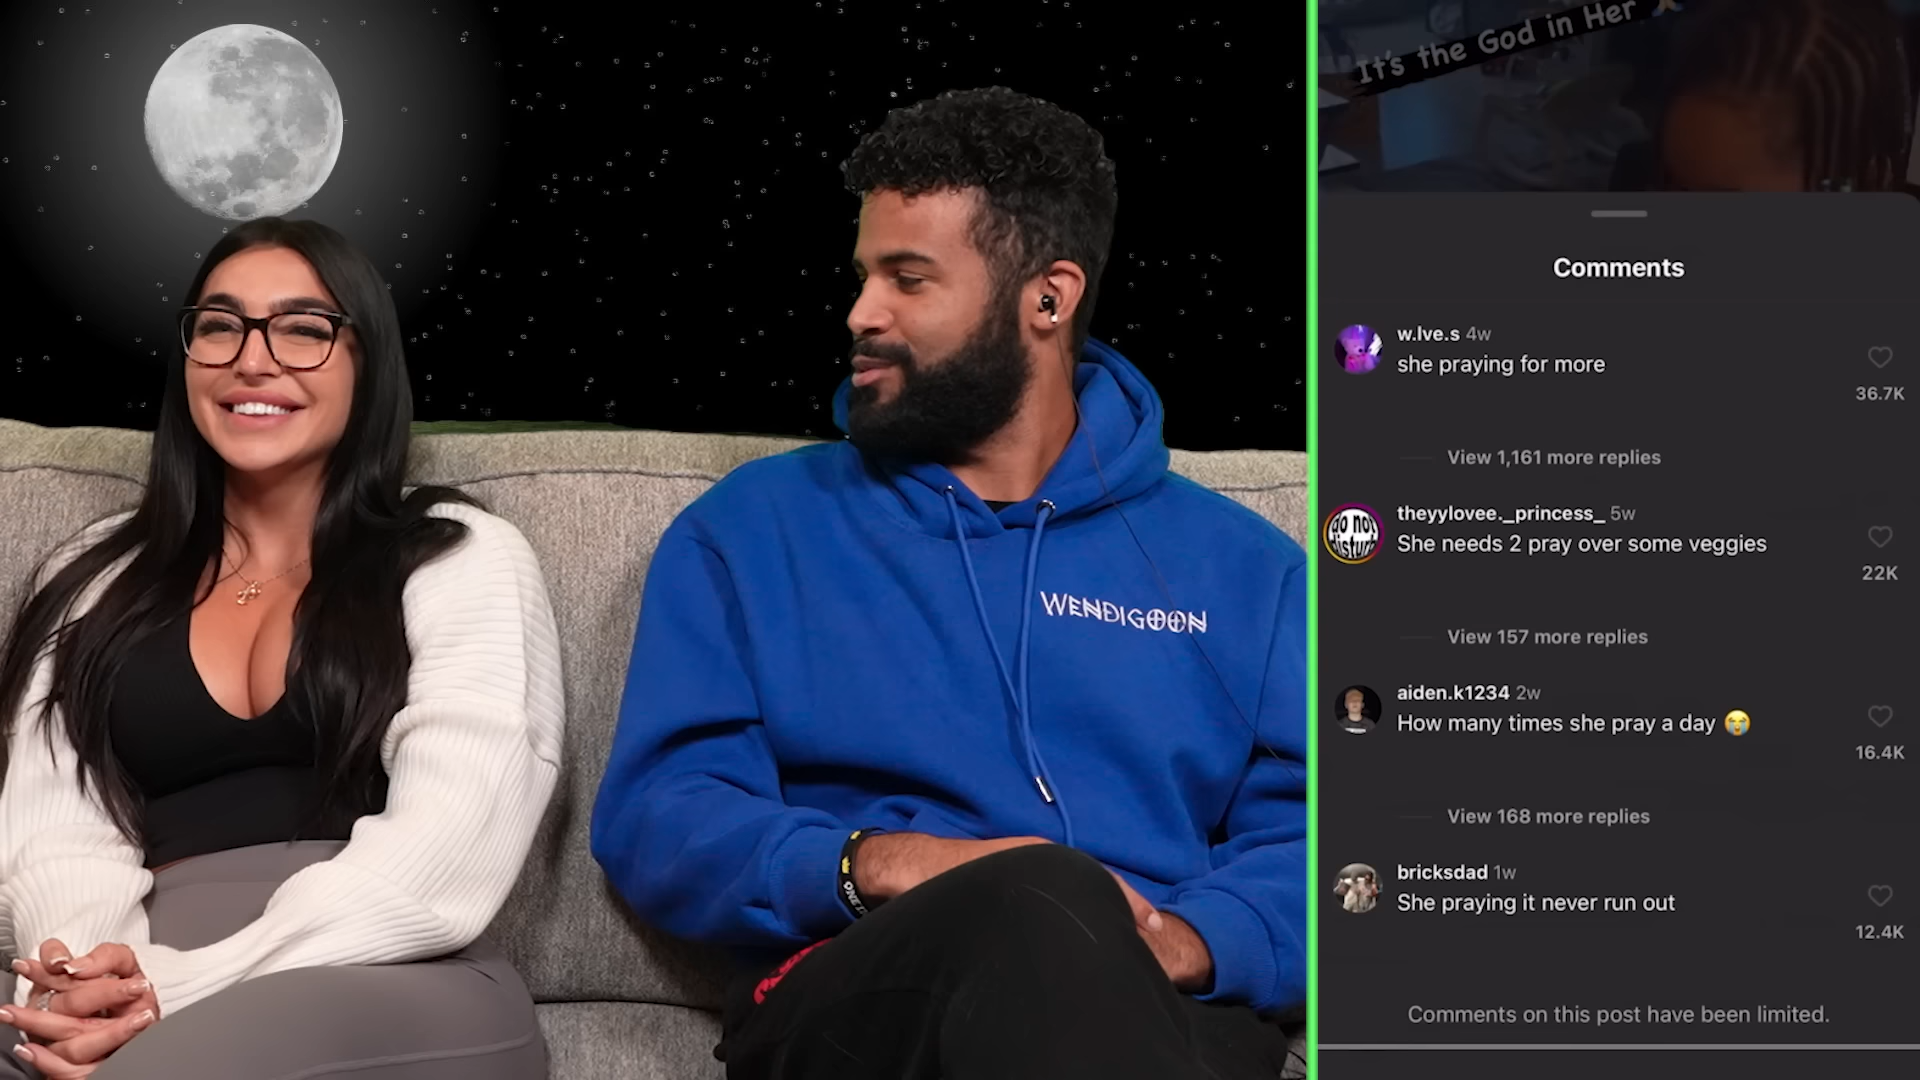 It's the God in Her
Comments
w.lve.s 4w
she praying for more
36.7K
View 1,161 more replies
theyylovee._princess_ 5w
do not
disturb
She needs 2 pray over some veggies
22K
View 157 more replies
aiden.k1234 2w
How many times she pray a day 😭
16.4K
View 168 more replies
bricksdad 1w
She praying it never run out
12.4K
Comments on this post have been limited.
WENDIGOON